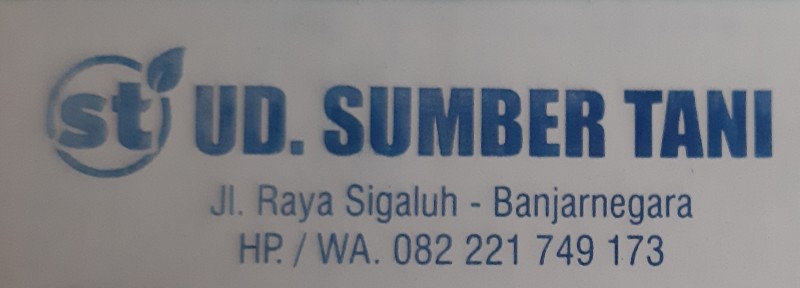 st UD. SUMBER TANI
Jl. Raya Sigaluh - Banjarnegara
HP. / WA. 082 221 749 173